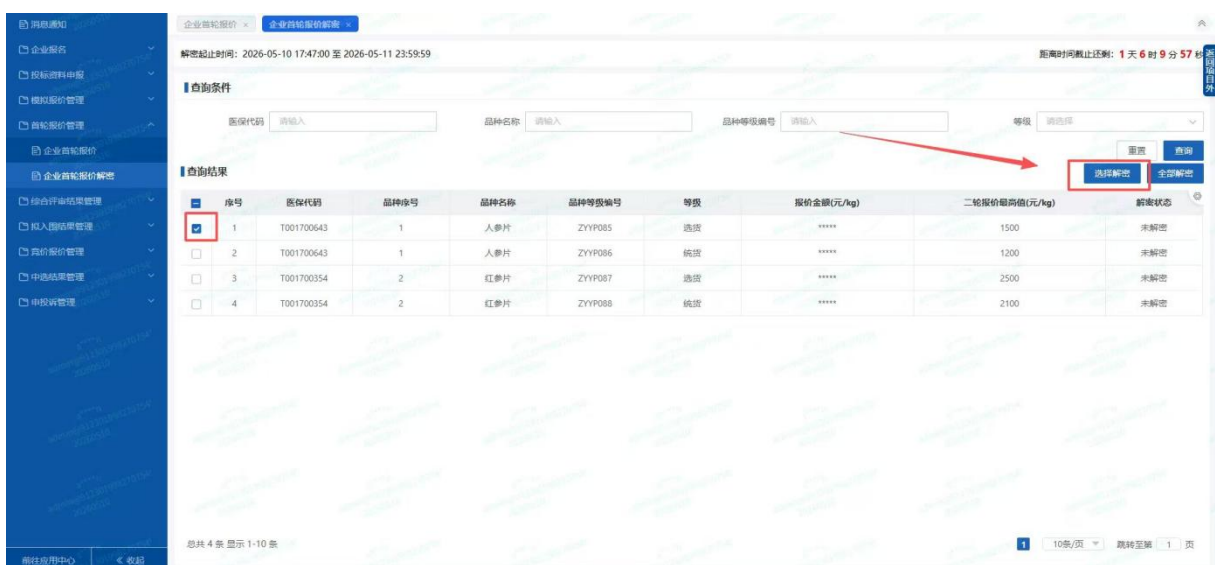 消息通知
企业首轮报价 ×
企业首轮报价解密 ×
企业报名
解密起止时间：2026-05-10 17:47:00 至 2026-05-11 23:59:59
距离时间截止还剩：1 天 6 时 9 分 57 秒
返回项目外
投标资料申报
查询条件
模拟报价管理
医保代码 请输入
品种名称 请输入
品种等级编号 请输入
等级 请选择
首轮报价管理
企业首轮报价
重置 查询
企业首轮报价解密
查询结果
选择解密 全部解密
综合评审结果管理
序号 医保代码 品种序号 品种名称 品种等级编号 等级 报价金额(元/kg) 二轮报价最高值(元/kg) 解密状态
拟入围结果管理
1 T001700643 1 人参片 ZYYP085 选货 ***** 1500 未解密
竞价报价管理
2 T001700643 1 人参片 ZYYP086 统货 ***** 1200 未解密
中选结果管理
3 T001700354 2 红参片 ZYYP087 选货 ***** 2500 未解密
申投诉管理
4 T001700354 2 红参片 ZYYP088 统货 ***** 2100 未解密
总共 4 条 显示 1-10 条
1 10条/页 跳转至第 1 页
前往应用中心
收起